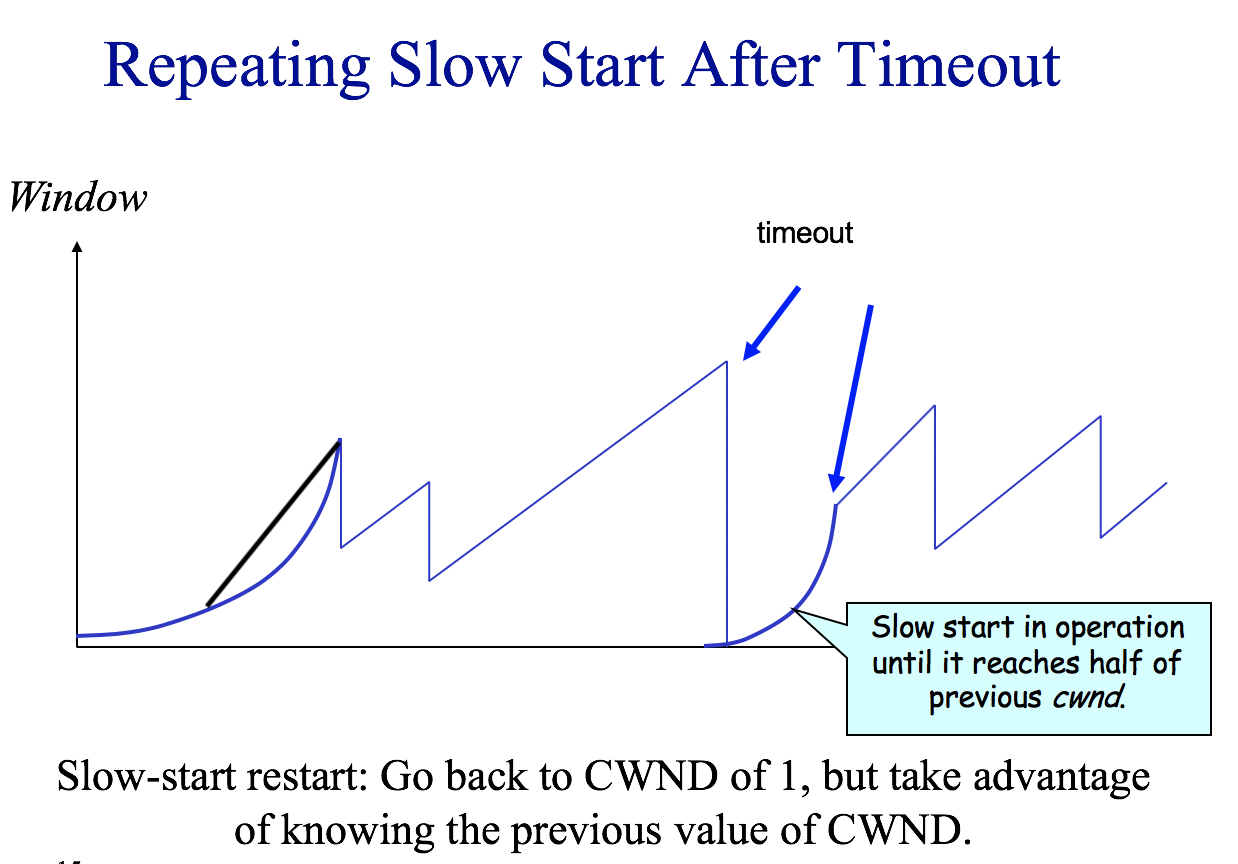 Repeating Slow Start After Timeout
Window
timeout
Slow start in operation
until it reaches half of
previous cwnd.
Slow-start restart: Go back to CWND of 1, but take advantage
of knowing the previous value of CWND.